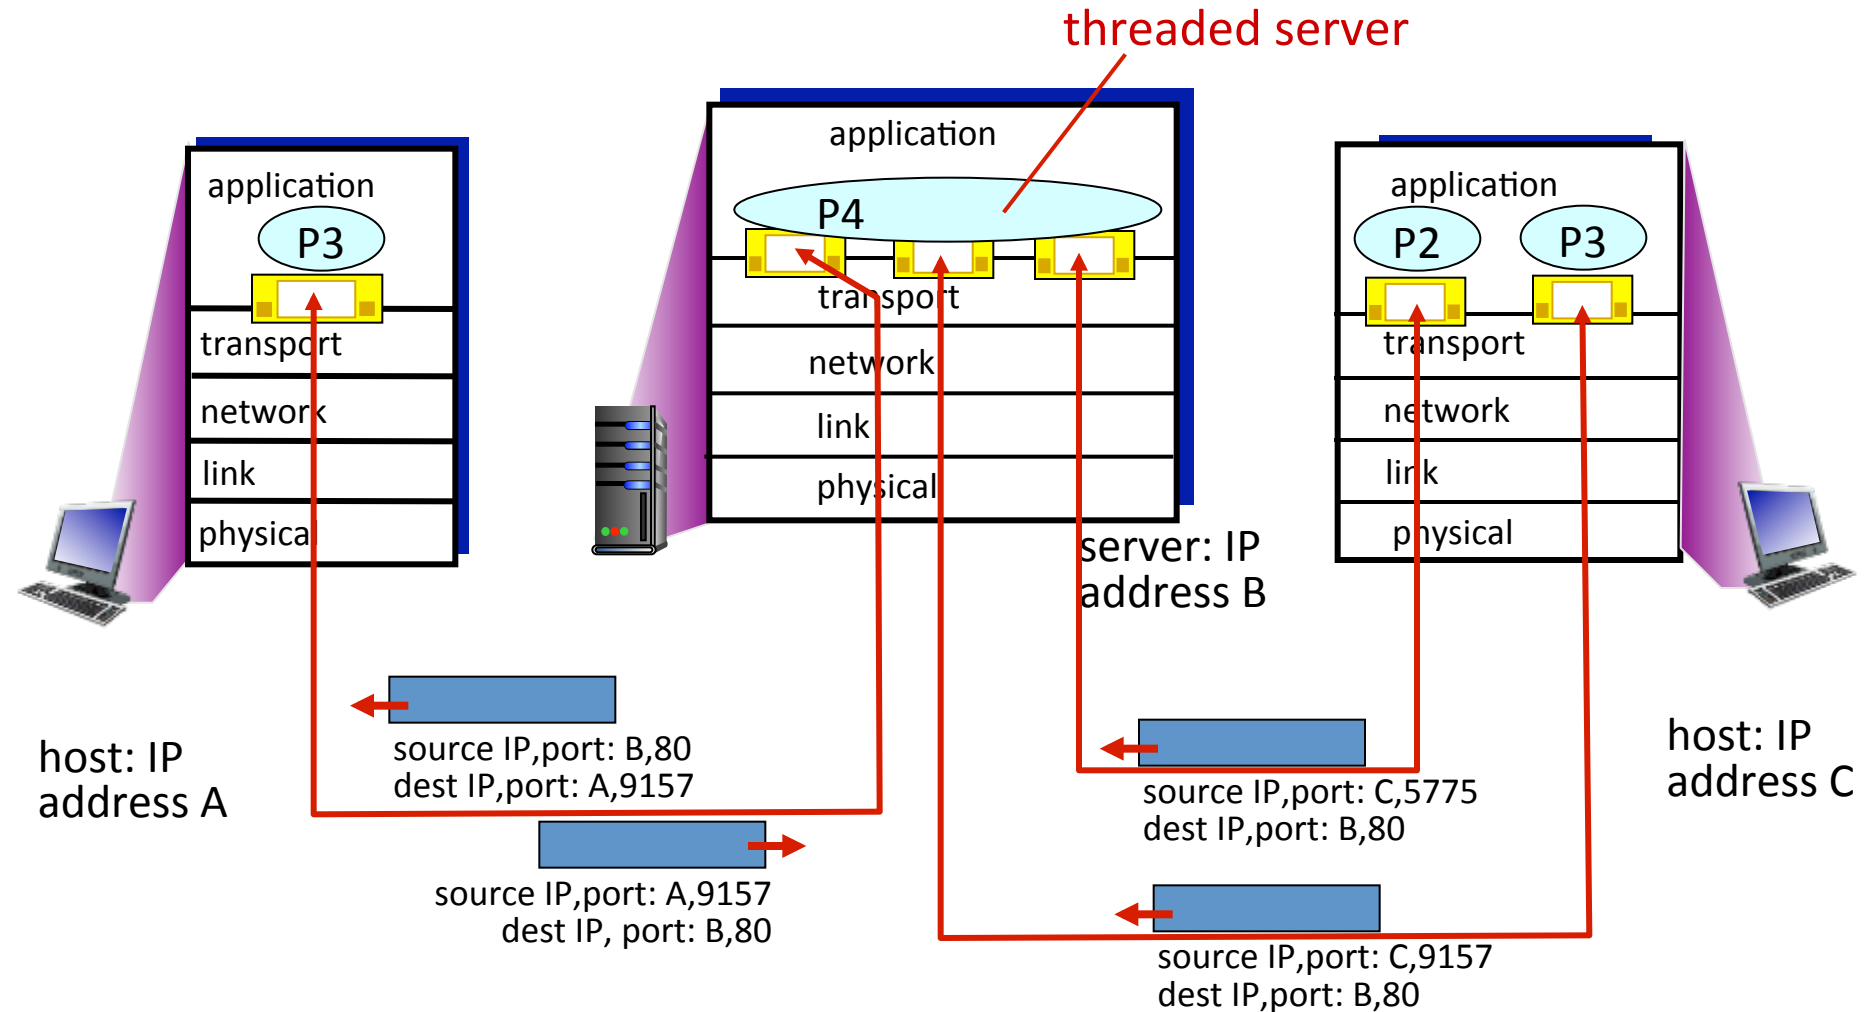 threaded server
application
P3
transport
network
link
physical
application
P4
transport
network
link
physical
application
P2
P3
transport
network
link
physical
server: IP
address B
host: IP
address A
source IP,port: B,80
dest IP,port: A,9157
source IP,port: A,9157
dest IP, port: B,80
source IP,port: C,5775
dest IP,port: B,80
source IP,port: C,9157
dest IP,port: B,80
host: IP
address C